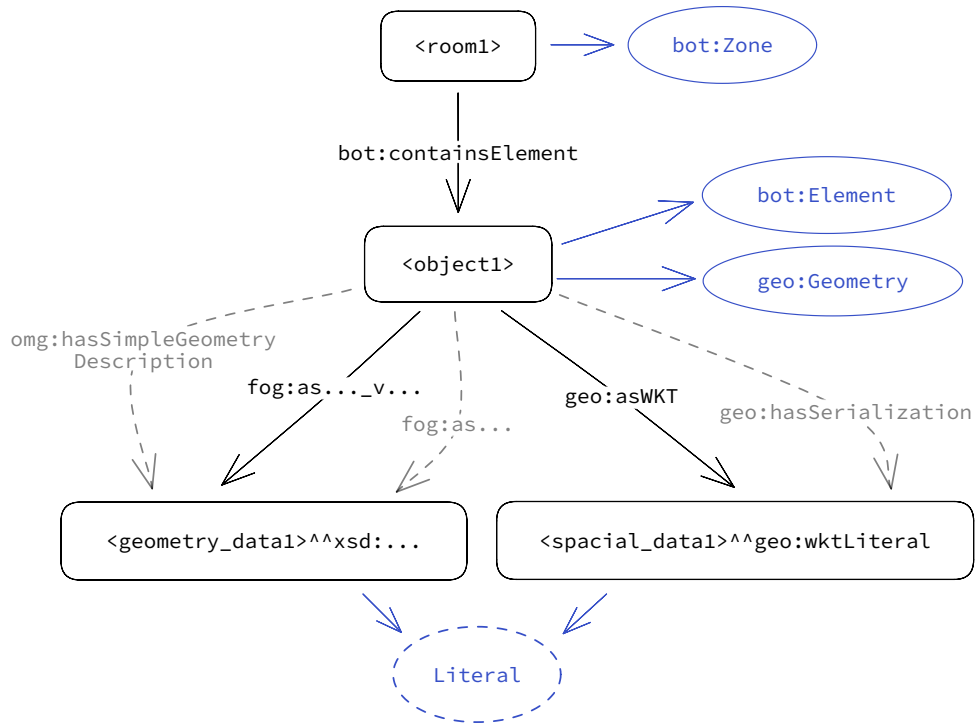 <room1>
bot:Zone
bot:containsElement
bot:Element
<object1>
geo:Geometry
omg:hasSimpleGeometry
Description
fog:as..._v...
geo:asWKT
geo:hasSerialization
fog:as...
<geometry_data1>^^xsd:...
<spacial_data1>^^geo:wktLiteral
Literal